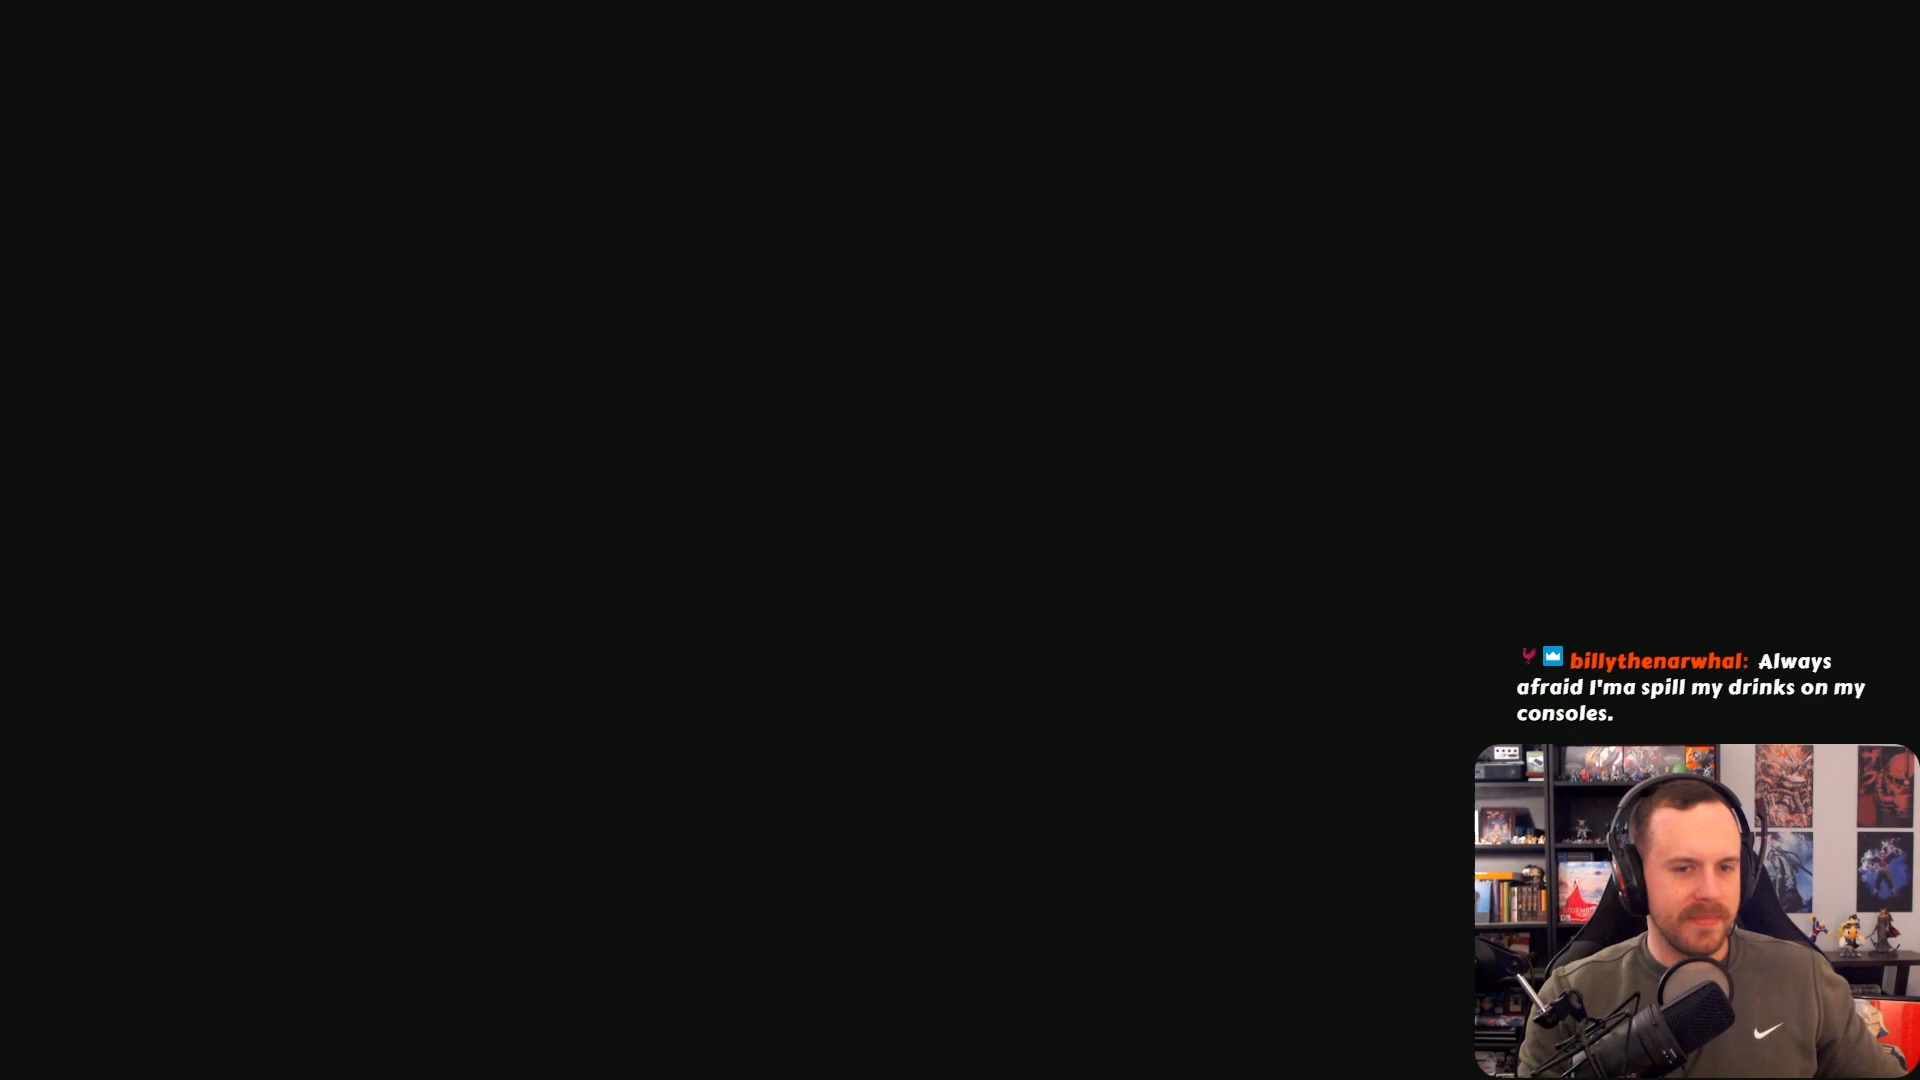 billythenarwhal: Always
afraid I'ma spill my drinks on my
consoles.